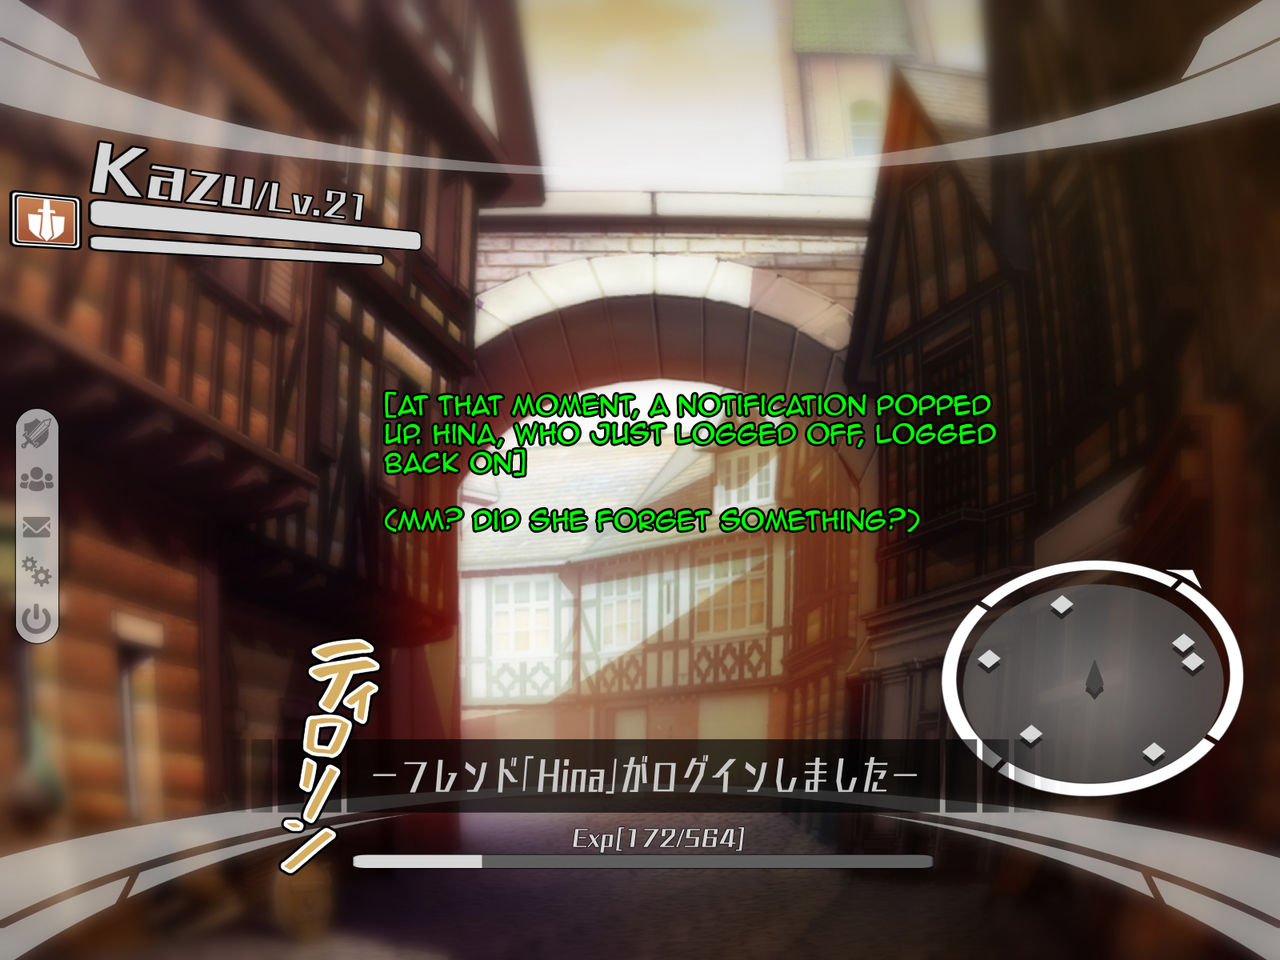 Kazu/Lv.21
[AT THAT MOMENT, A NOTIFICATION POPPED
UP. HINA, WHO JUST LOGGED OFF, LOGGED
BACK ON]
(MM? DID SHE FORGET SOMETHING?)
ティロリン
－フレンド「Hina」がログインしました－
Exp[172/564]